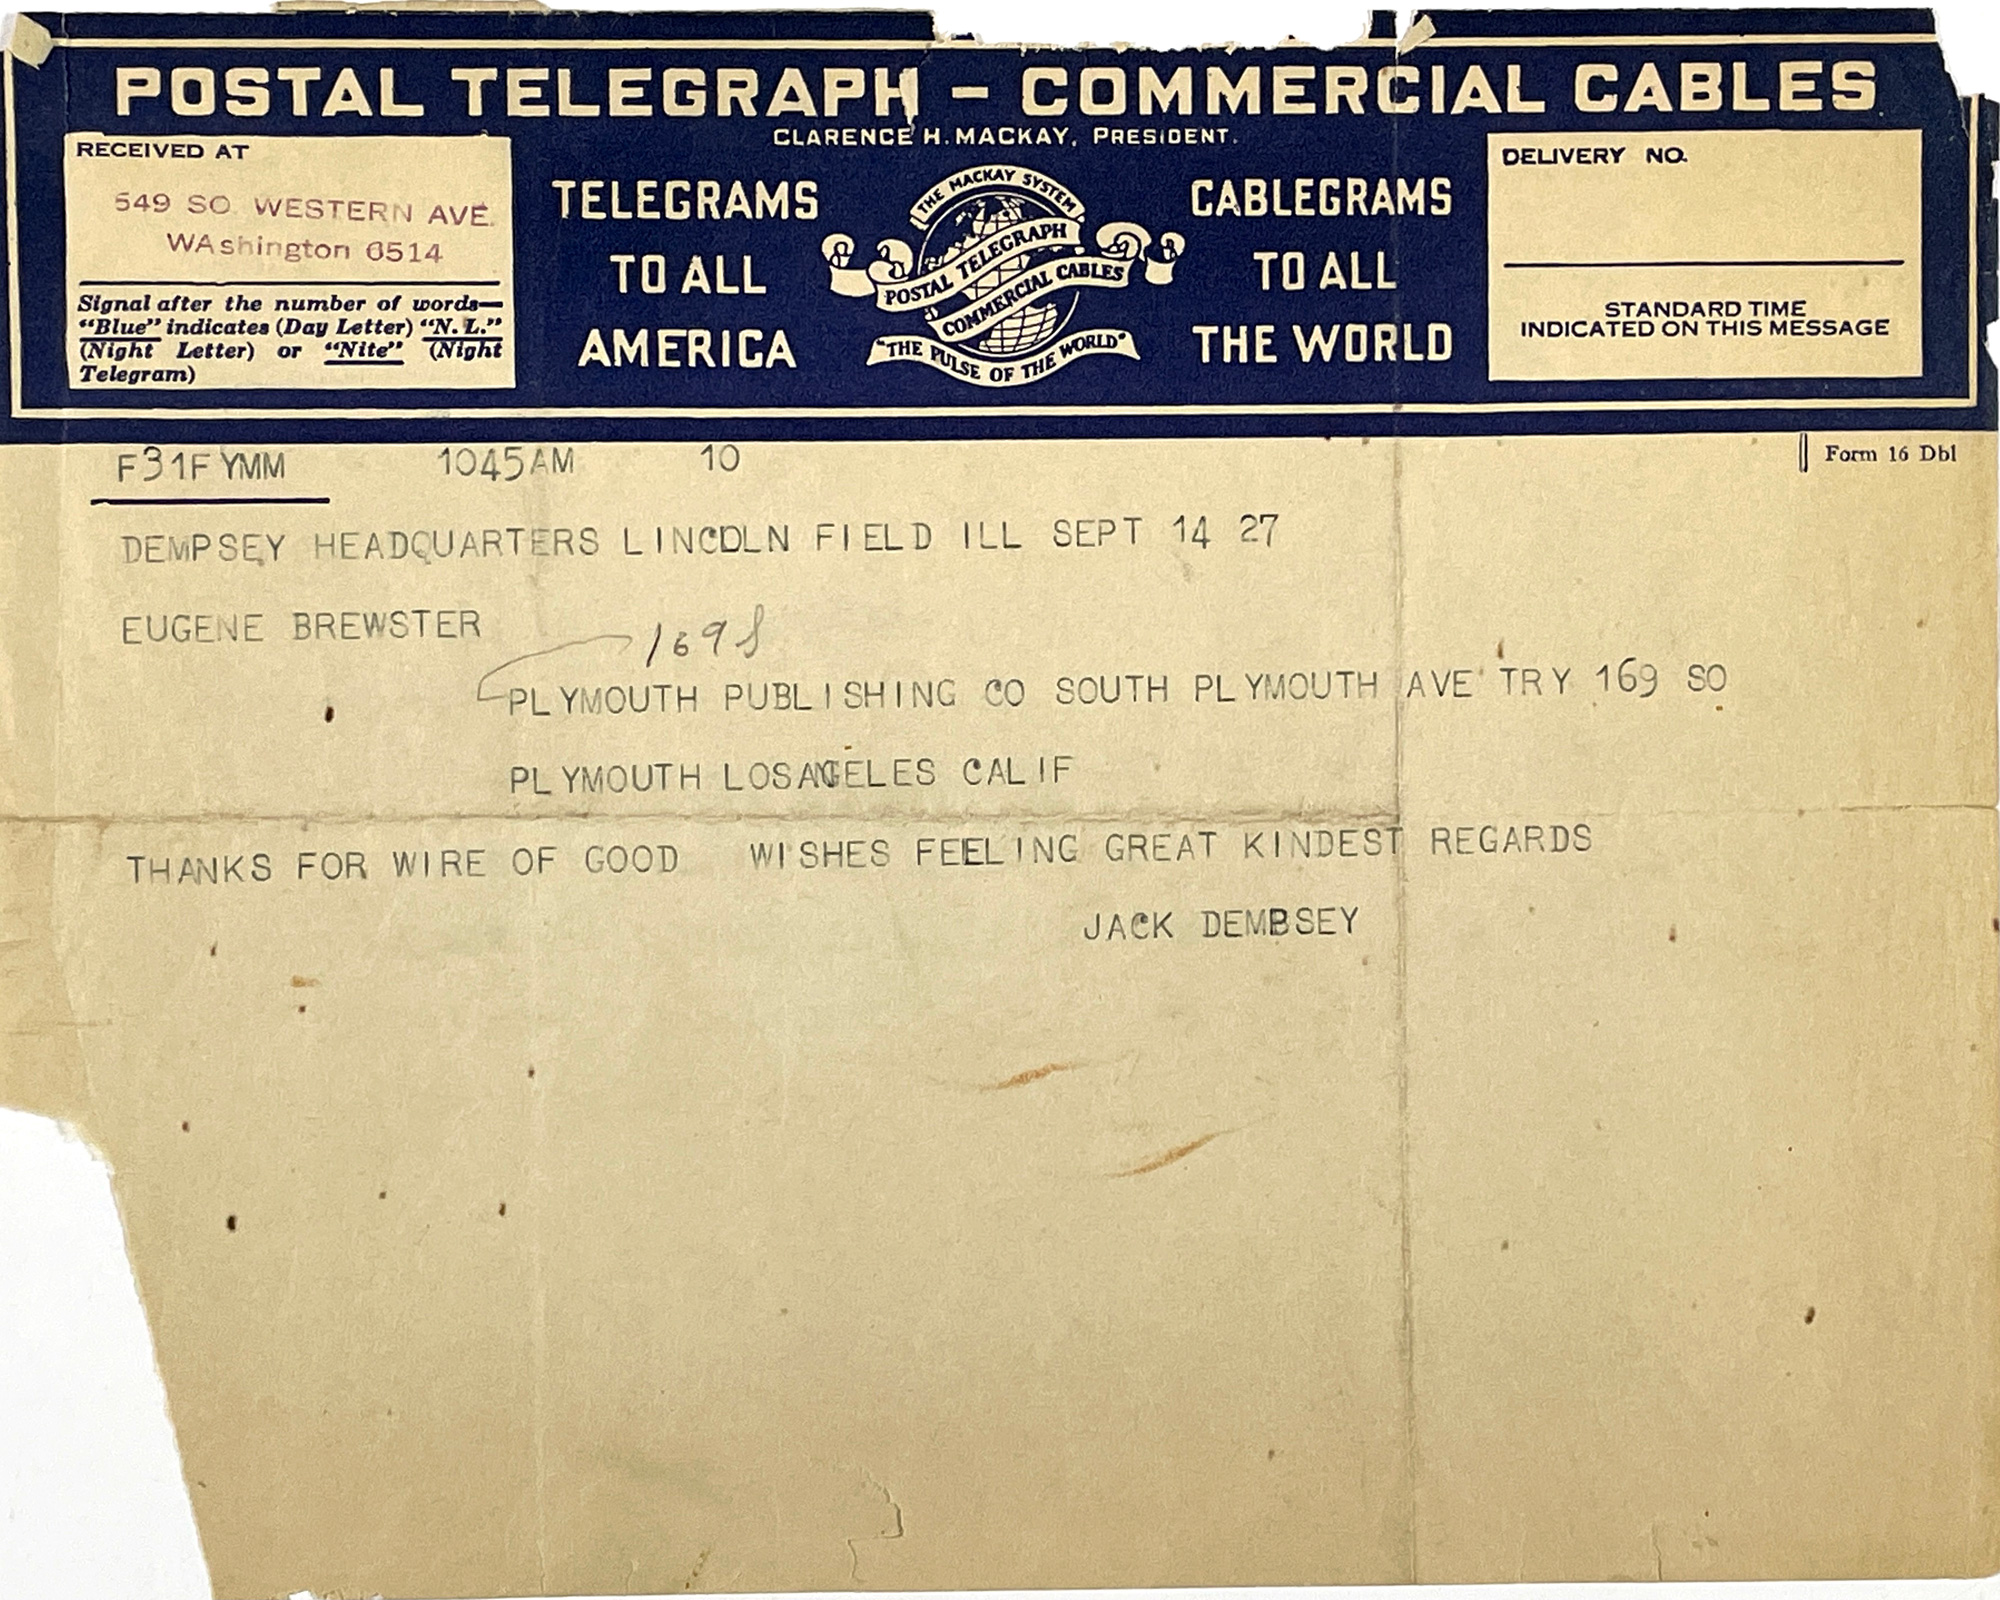 POSTAL TELEGRAPH - COMMERCIAL CABLES
CLARENCE H. MACKAY, PRESIDENT.
RECEIVED AT
549 SO. WESTERN AVE.
WAshington 6514
Signal after the number of words—
"Blue" indicates (Day Letter) "N. L."
(Night Letter) or "Nite" (Night
Telegram)
TELEGRAMS
TO ALL
AMERICA
THE MACKAY SYSTEM
POSTAL TELEGRAPH
COMMERCIAL CABLES
"THE PULSE OF THE WORLD"
CABLEGRAMS
TO ALL
THE WORLD
DELIVERY NO.
STANDARD TIME
INDICATED ON THIS MESSAGE
Form 16 Dbl
F31F YMM 1045AM 10
DEMPSEY HEADQUARTERS LINCOLN FIELD ILL SEPT 14 27
EUGENE BREWSTER
169 S
PLYMOUTH PUBLISHING CO SOUTH PLYMOUTH AVE TRY 169 SO
PLYMOUTH LOSANGELES CALIF
THANKS FOR WIRE OF GOOD WISHES FEELING GREAT KINDEST REGARDS
JACK DEMPSEY